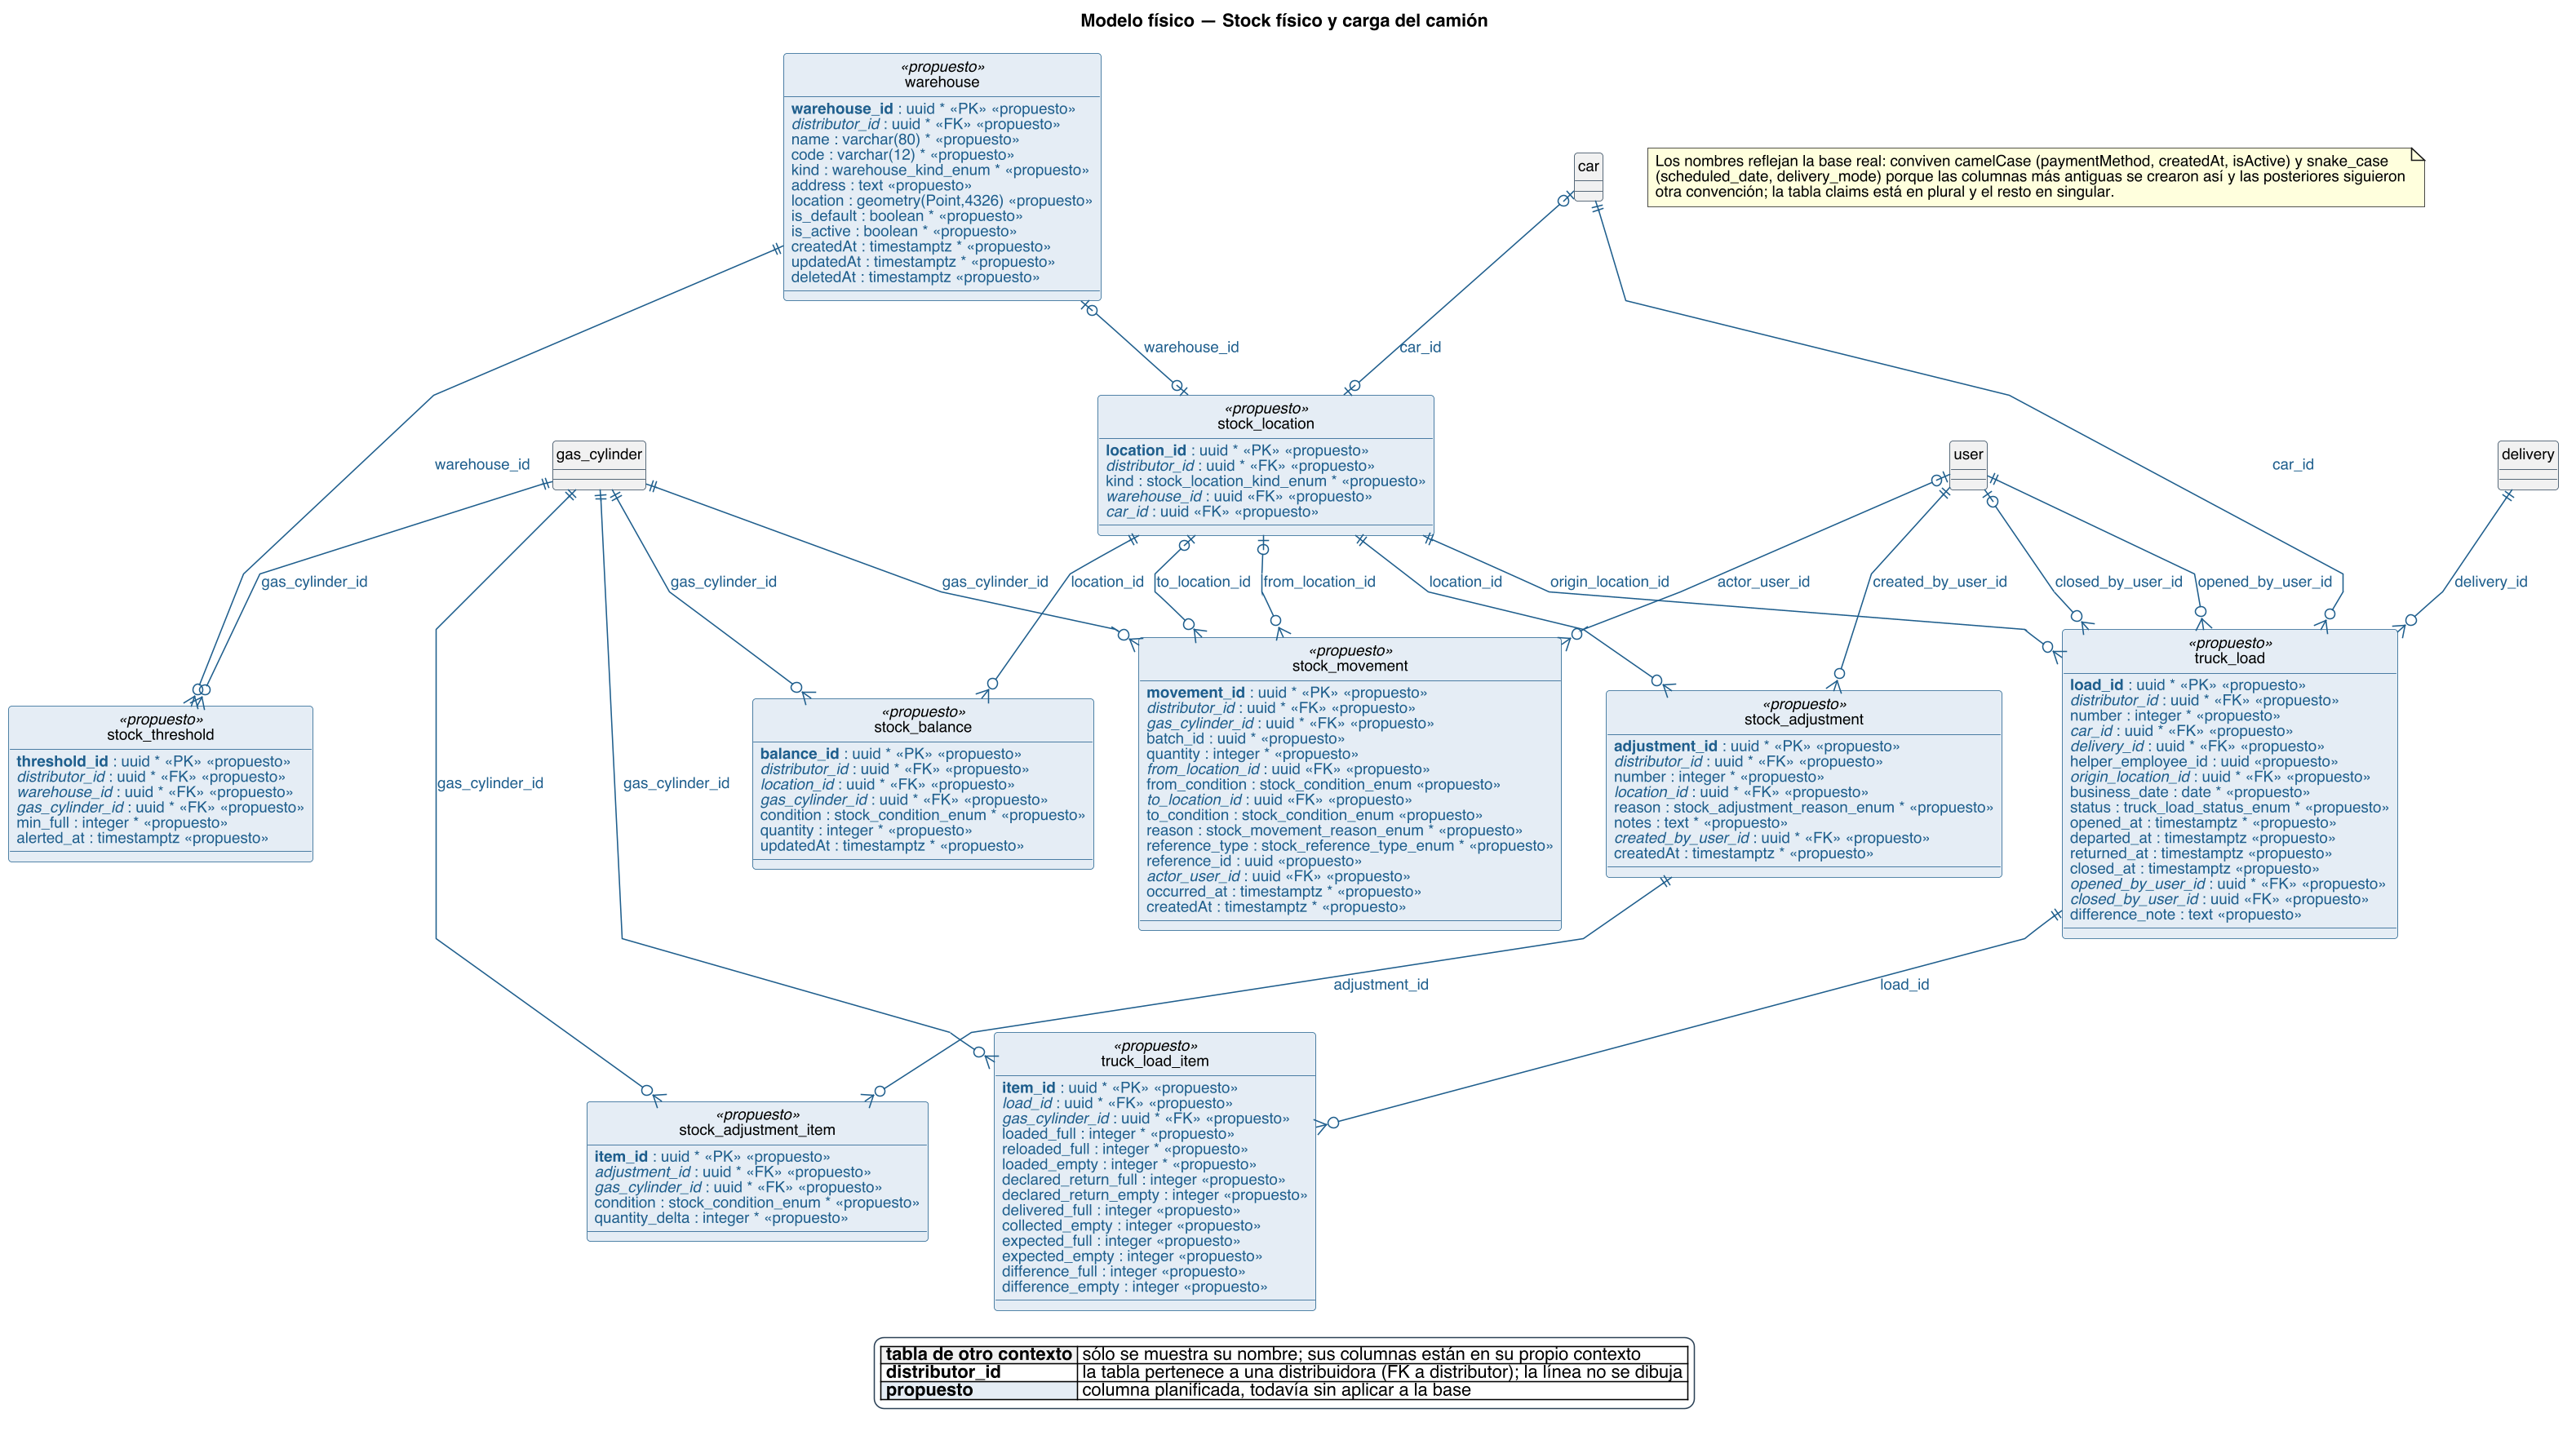 Modelo físico — Stock físico y carga del camión
«propuesto»
warehouse
warehouse_id : uuid * «PK» «propuesto»
distributor_id : uuid * «FK» «propuesto»
name : varchar(80) * «propuesto»
code : varchar(12) * «propuesto»
kind : warehouse_kind_enum * «propuesto»
address : text «propuesto»
location : geometry(Point,4326) «propuesto»
is_default : boolean * «propuesto»
is_active : boolean * «propuesto»
createdAt : timestamptz * «propuesto»
updatedAt : timestamptz * «propuesto»
deletedAt : timestamptz «propuesto»
car
Los nombres reflejan la base real: conviven camelCase (paymentMethod, createdAt, isActive) y snake_case
(scheduled_date, delivery_mode) porque las columnas más antiguas se crearon así y las posteriores siguieron
otra convención; la tabla claims está en plural y el resto en singular.
warehouse_id
car_id
«propuesto»
stock_location
location_id : uuid * «PK» «propuesto»
distributor_id : uuid * «FK» «propuesto»
kind : stock_location_kind_enum * «propuesto»
warehouse_id : uuid «FK» «propuesto»
car_id : uuid «FK» «propuesto»
gas_cylinder
user
delivery
warehouse_id
car_id
gas_cylinder_id
gas_cylinder_id
gas_cylinder_id
location_id
to_location_id
from_location_id
location_id
origin_location_id
actor_user_id
created_by_user_id
closed_by_user_id
opened_by_user_id
delivery_id
«propuesto»
stock_threshold
threshold_id : uuid * «PK» «propuesto»
distributor_id : uuid * «FK» «propuesto»
warehouse_id : uuid * «FK» «propuesto»
gas_cylinder_id : uuid * «FK» «propuesto»
min_full : integer * «propuesto»
alerted_at : timestamptz «propuesto»
gas_cylinder_id
gas_cylinder_id
«propuesto»
stock_balance
balance_id : uuid * «PK» «propuesto»
distributor_id : uuid * «FK» «propuesto»
location_id : uuid * «FK» «propuesto»
gas_cylinder_id : uuid * «FK» «propuesto»
condition : stock_condition_enum * «propuesto»
quantity : integer * «propuesto»
updatedAt : timestamptz * «propuesto»
«propuesto»
stock_movement
movement_id : uuid * «PK» «propuesto»
distributor_id : uuid * «FK» «propuesto»
gas_cylinder_id : uuid * «FK» «propuesto»
batch_id : uuid * «propuesto»
quantity : integer * «propuesto»
from_location_id : uuid «FK» «propuesto»
from_condition : stock_condition_enum «propuesto»
to_location_id : uuid «FK» «propuesto»
to_condition : stock_condition_enum «propuesto»
reason : stock_movement_reason_enum * «propuesto»
reference_type : stock_reference_type_enum * «propuesto»
reference_id : uuid «propuesto»
actor_user_id : uuid «FK» «propuesto»
occurred_at : timestamptz * «propuesto»
createdAt : timestamptz * «propuesto»
«propuesto»
stock_adjustment
adjustment_id : uuid * «PK» «propuesto»
distributor_id : uuid * «FK» «propuesto»
number : integer * «propuesto»
location_id : uuid * «FK» «propuesto»
reason : stock_adjustment_reason_enum * «propuesto»
notes : text * «propuesto»
created_by_user_id : uuid * «FK» «propuesto»
createdAt : timestamptz * «propuesto»
«propuesto»
truck_load
load_id : uuid * «PK» «propuesto»
distributor_id : uuid * «FK» «propuesto»
number : integer * «propuesto»
car_id : uuid * «FK» «propuesto»
delivery_id : uuid * «FK» «propuesto»
helper_employee_id : uuid «propuesto»
origin_location_id : uuid * «FK» «propuesto»
business_date : date * «propuesto»
status : truck_load_status_enum * «propuesto»
opened_at : timestamptz * «propuesto»
departed_at : timestamptz «propuesto»
returned_at : timestamptz «propuesto»
closed_at : timestamptz «propuesto»
opened_by_user_id : uuid * «FK» «propuesto»
closed_by_user_id : uuid «FK» «propuesto»
difference_note : text «propuesto»
adjustment_id
load_id
«propuesto»
stock_adjustment_item
item_id : uuid * «PK» «propuesto»
adjustment_id : uuid * «FK» «propuesto»
gas_cylinder_id : uuid * «FK» «propuesto»
condition : stock_condition_enum * «propuesto»
quantity_delta : integer * «propuesto»
«propuesto»
truck_load_item
item_id : uuid * «PK» «propuesto»
load_id : uuid * «FK» «propuesto»
gas_cylinder_id : uuid * «FK» «propuesto»
loaded_full : integer * «propuesto»
reloaded_full : integer * «propuesto»
loaded_empty : integer * «propuesto»
declared_return_full : integer «propuesto»
declared_return_empty : integer «propuesto»
delivered_full : integer «propuesto»
collected_empty : integer «propuesto»
expected_full : integer «propuesto»
expected_empty : integer «propuesto»
difference_full : integer «propuesto»
difference_empty : integer «propuesto»
tabla de otro contexto sólo se muestra su nombre; sus columnas están en su propio contexto
distributor_id la tabla pertenece a una distribuidora (FK a distributor); la línea no se dibuja
propuesto columna planificada, todavía sin aplicar a la base